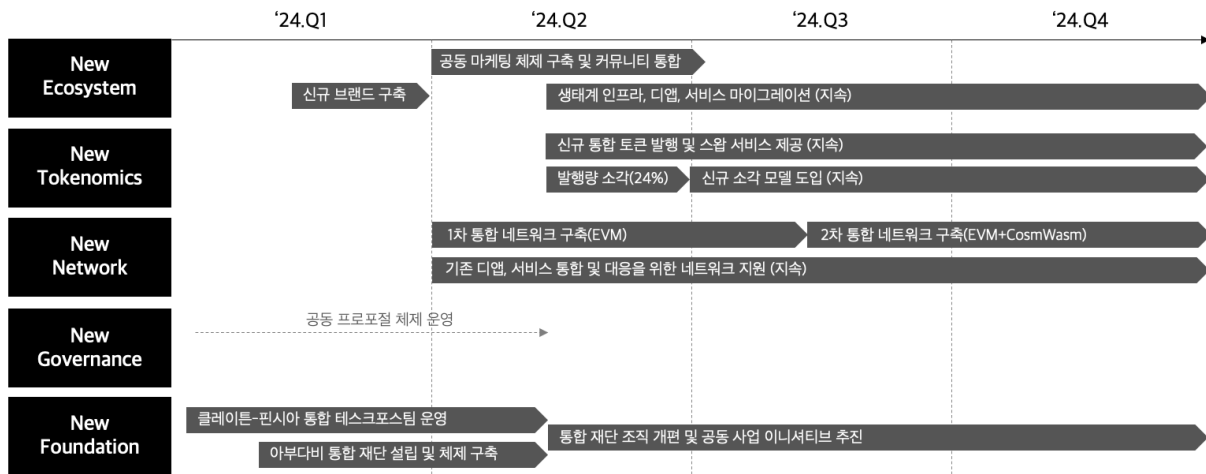 ‘24.Q1
‘24.Q2
‘24.Q3
‘24.Q4
New
Ecosystem
공동 마케팅 체제 구축 및 커뮤니티 통합
신규 브랜드 구축
생태계 인프라, 디앱, 서비스 마이그레이션 (지속)
New
Tokenomics
신규 통합 토큰 발행 및 스왑 서비스 제공 (지속)
발행량 소각(24%)
신규 소각 모델 도입 (지속)
New
Network
1차 통합 네트워크 구축(EVM)
2차 통합 네트워크 구축(EVM+CosmWasm)
기존 디앱, 서비스 통합 및 대응을 위한 네트워크 지원 (지속)
New
Governance
공동 프로포절 체제 운영
New
Foundation
클레이튼-핀시아 통합 테스크포스팀 운영
통합 재단 조직 개편 및 공동 사업 이니셔티브 추진
아부다비 통합 재단 설립 및 체제 구축